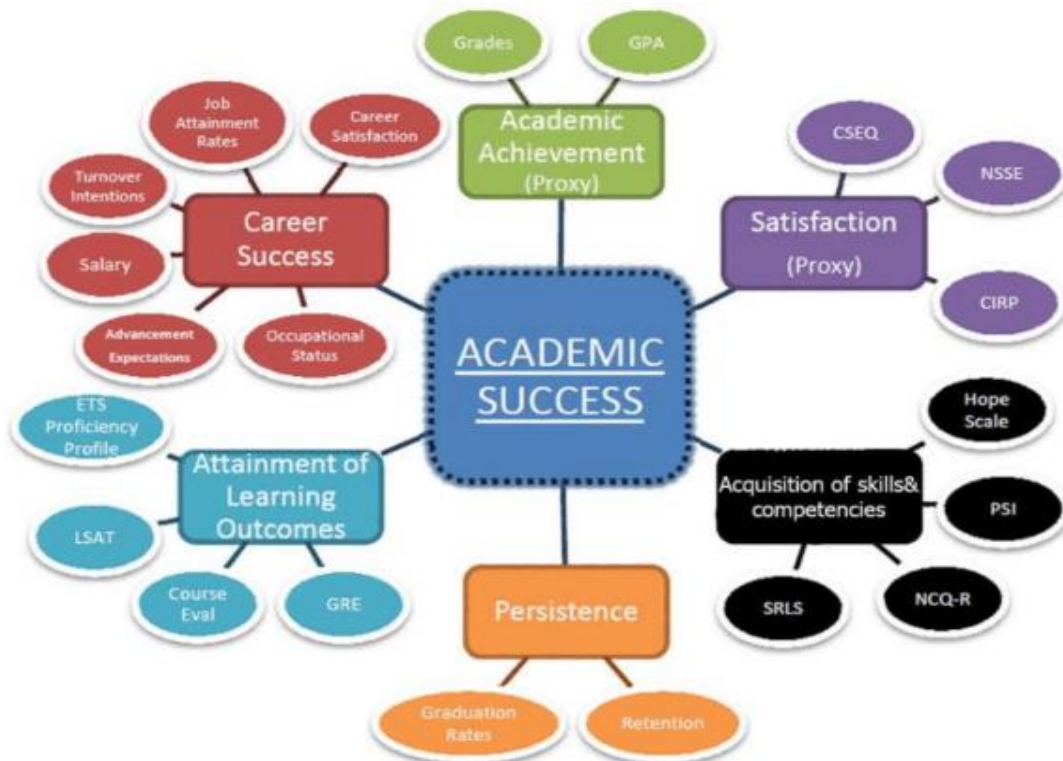 Grades
GPA
Academic
Achievement
(Proxy)
Job
Attainment
Rates
Career
Satisfaction
Turnover
Intentions
Salary
Advancement
Expectations
Occupational
Status
Career
Success
CSEQ
NSSE
CIRP
Satisfaction
(Proxy)
ACADEMIC
SUCCESS
ETS
Proficiency
Profile
LSAT
Course
Eval
GRE
Attainment of
Learning
Outcomes
Hope
Scale
PSI
NCQ-R
SRLS
Acquisition of skills&
competencies
Persistence
Graduation
Rates
Retention